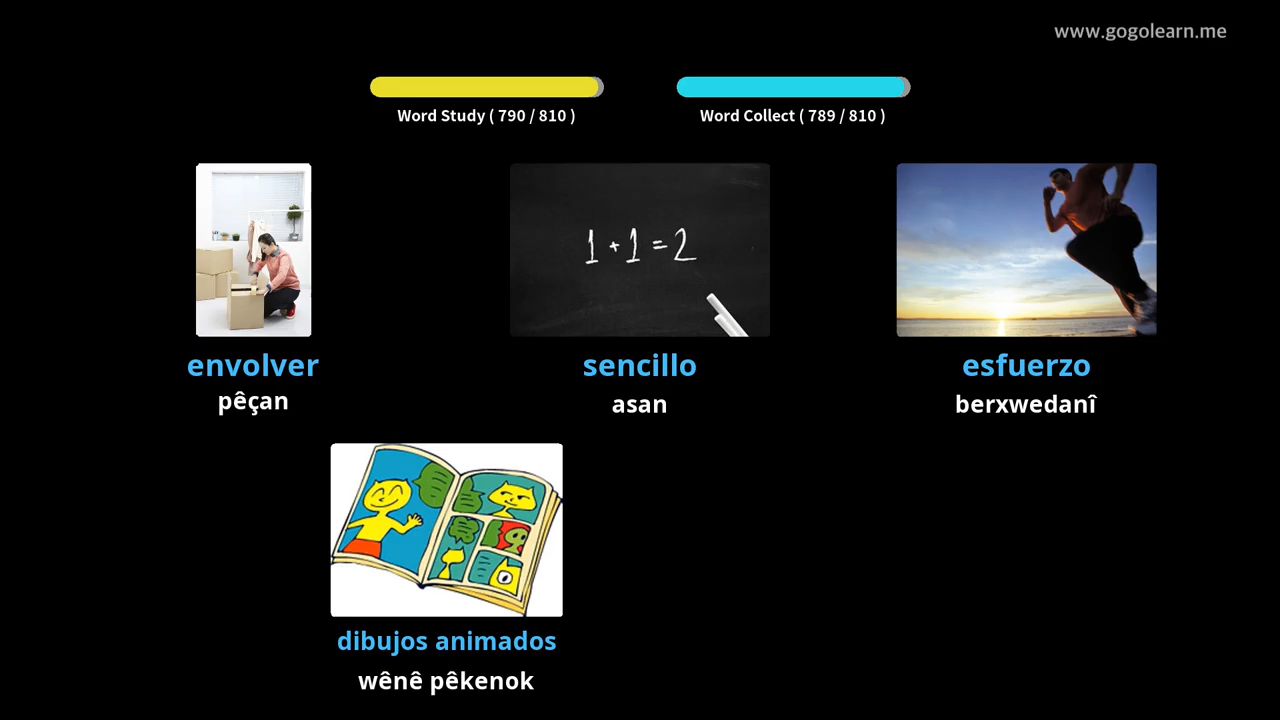 www.gogolearn.me
Word Study ( 790 / 810 )
Word Collect ( 789 / 810 )
1 + 1 = 2
envolver
pêçan
sencillo
asan
esfuerzo
berxwedanî
dibujos animados
wênê pêkenok